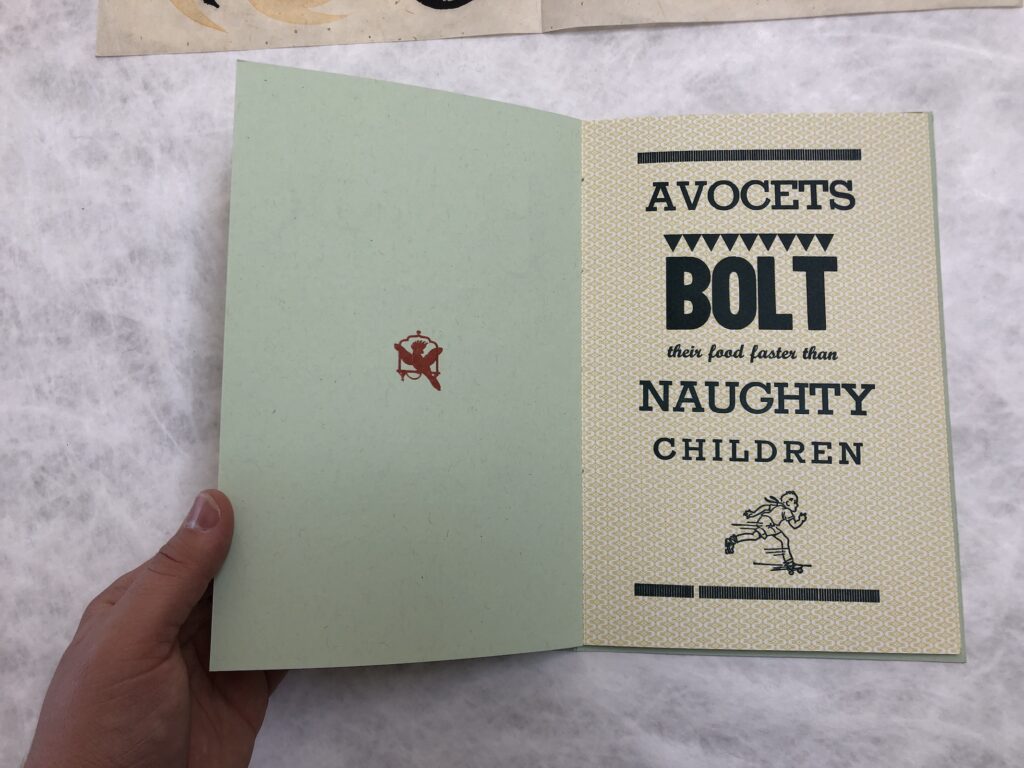 AVOCETS
BOLT
their food faster than
NAUGHTY
CHILDREN